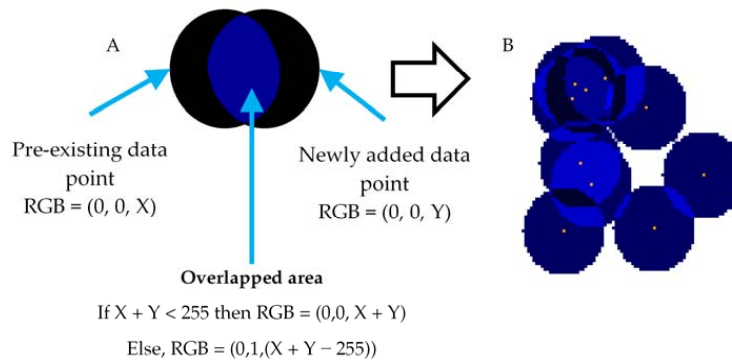 A
B
Pre-existing data
point
RGB = (0, 0, X)
Newly added data
point
RGB = (0, 0, Y)
Overlapped area
If X + Y < 255 then RGB = (0,0, X + Y)
Else, RGB = (0,1,(X + Y − 255))